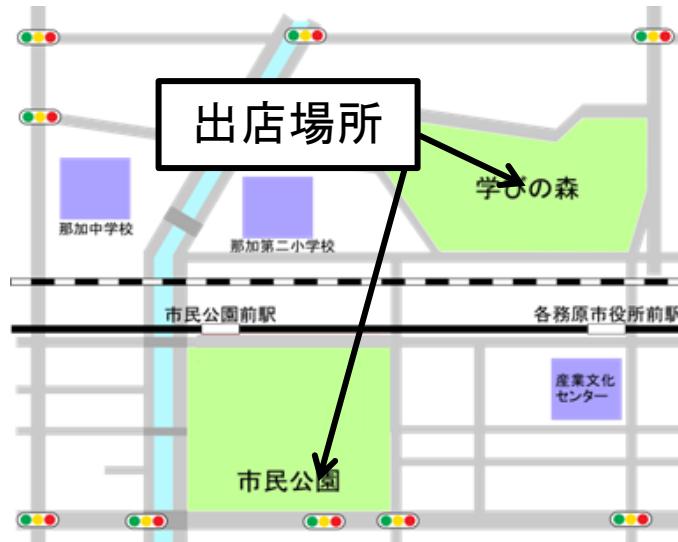 出店場所
学びの森
那加中学校
那加第二小学校
市民公園前駅
各務原市役所前駅
産業文化
センター
市民公園